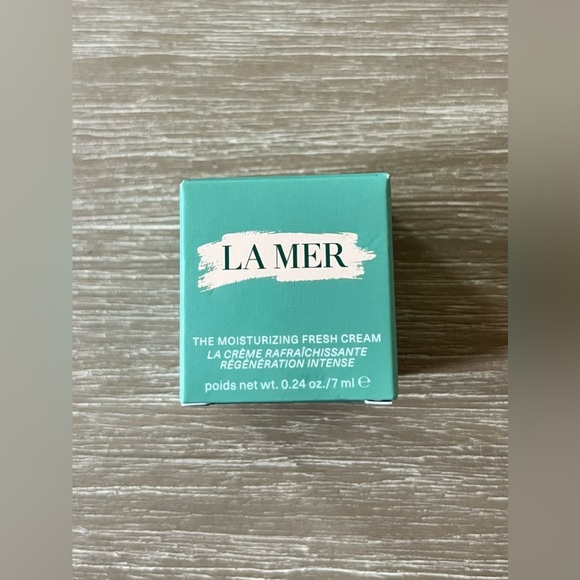 LA MER
THE MOISTURIZING FRESH CREAM
LA CRÈME RAFRAÎCHISSANTE
RÉGÉNÉRATION INTENSE
poids net wt. 0.24 oz./7 ml ℮